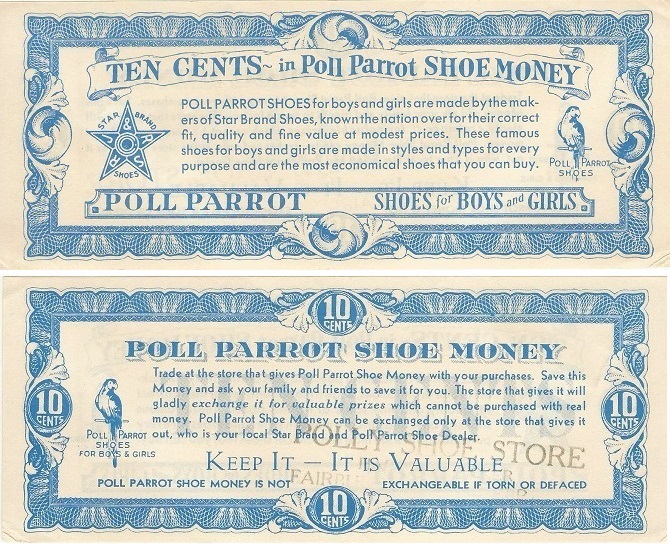 TEN CENTS~ in Poll Parrot SHOE MONEY
POLL PARROT SHOES for boys and girls are made by the mak-
ers of Star Brand Shoes, known the nation over for their correct
fit, quality and fine value at modest prices. These famous
shoes for boys and girls are made in styles and types for every
purpose and are the most economical shoes that you can buy.
STAR BRAND
SHOES
POLL PARROT
SHOES
POLL PARROT SHOES for BOYS and GIRLS
10
CENTS
POLL PARROT SHOE MONEY
Trade at the store that gives Poll Parrot Shoe Money with your purchases. Save this
Money and ask your family and friends to save it for you. The store that gives it will
gladly exchange it for valuable prizes which cannot be purchased with real
money. Poll Parrot Shoe Money can be exchanged only at the store that gives it
out, who is your local Star Brand and Poll Parrot Shoe Dealer.
10
CENTS
10
CENTS
POLL PARROT
SHOES
FOR BOYS & GIRLS
POLLY SHOE STORE
KEEP IT — IT IS VALUABLE
POLL PARROT SHOE MONEY IS NOT EXCHANGEABLE IF TORN OR DEFACED
10
CENTS